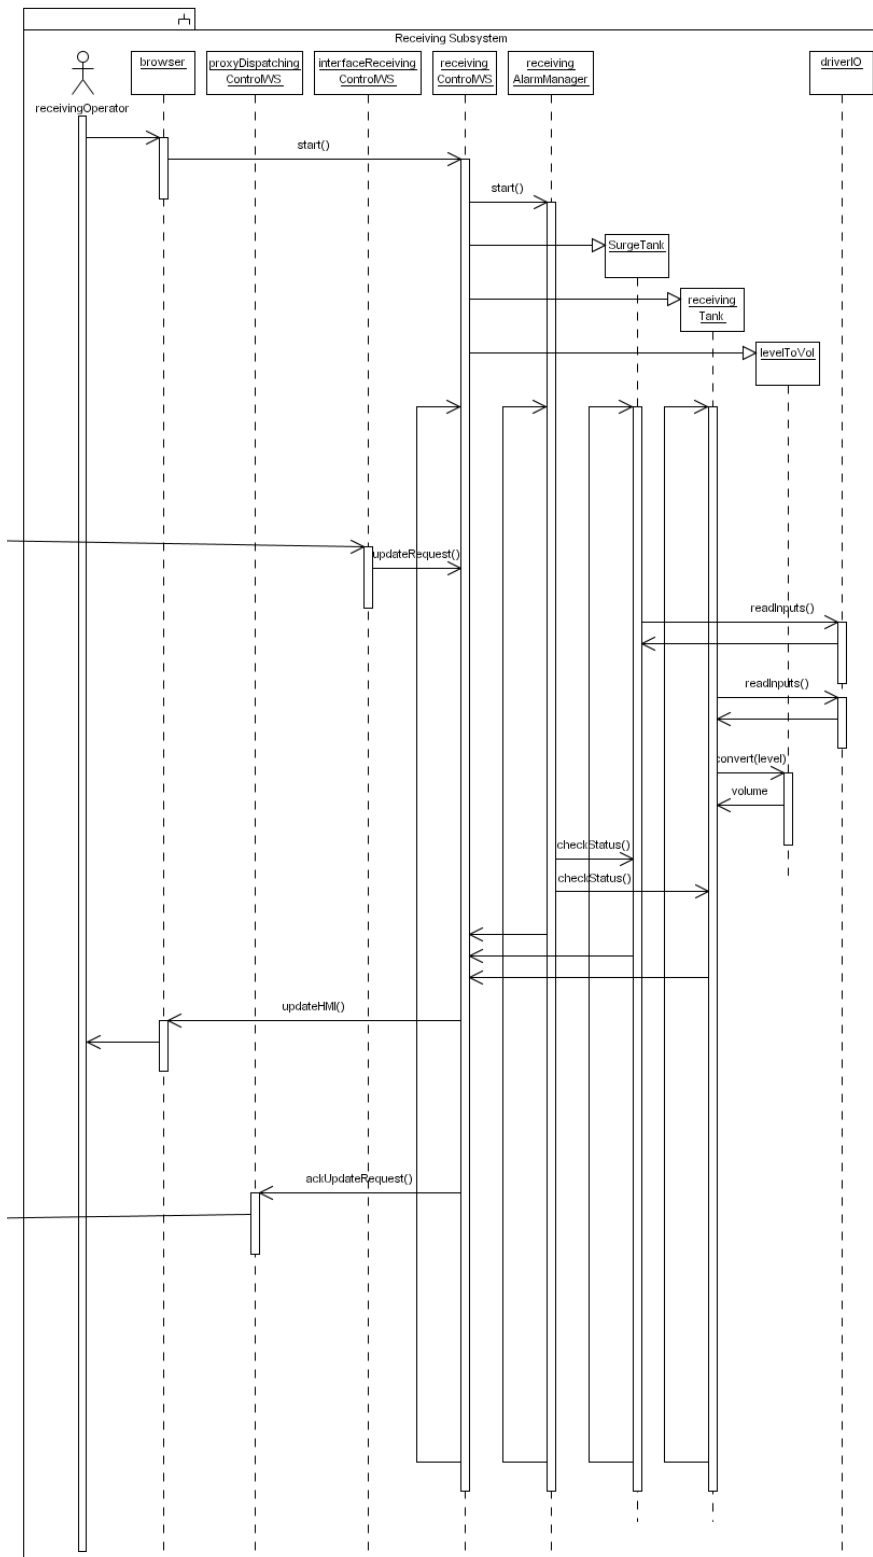 Receiving Subsystem
browser
proxyDispatching
ControlWS
interfaceReceiving
ControlWS
receiving
ControlWS
receiving
AlarmManager
driverIO
receivingOperator
start()
start()
SurgeTank
receiving
Tank
levelToVol
updateRequest()
readInputs()
readInputs()
convert(level)
volume
checkStatus()
checkStatus()
updateHMI()
ackUpdateRequest()